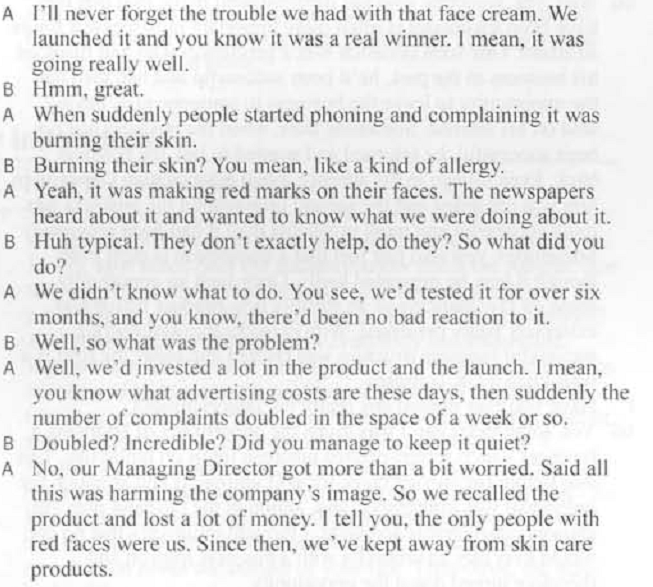 A I'll never forget the trouble we had with that face cream. We
launched it and you know it was a real winner. I mean, it was
going really well.
B Hmm, great.
A When suddenly people started phoning and complaining it was
burning their skin.
B Burning their skin? You mean, like a kind of allergy.
A Yeah, it was making red marks on their faces. The newspapers
heard about it and wanted to know what we were doing about it.
B Huh typical. They don't exactly help, do they? So what did you
do?
A We didn't know what to do. You see, we'd tested it for over six
months, and you know, there'd been no bad reaction to it.
B Well, so what was the problem?
A Well, we'd invested a lot in the product and the launch. I mean,
you know what advertising costs are these days, then suddenly the
number of complaints doubled in the space of a week or so.
B Doubled? Incredible? Did you manage to keep it quiet?
A No, our Managing Director got more than a bit worried. Said all
this was harming the company's image. So we recalled the
product and lost a lot of money. I tell you, the only people with
red faces were us. Since then, we've kept away from skin care
products.